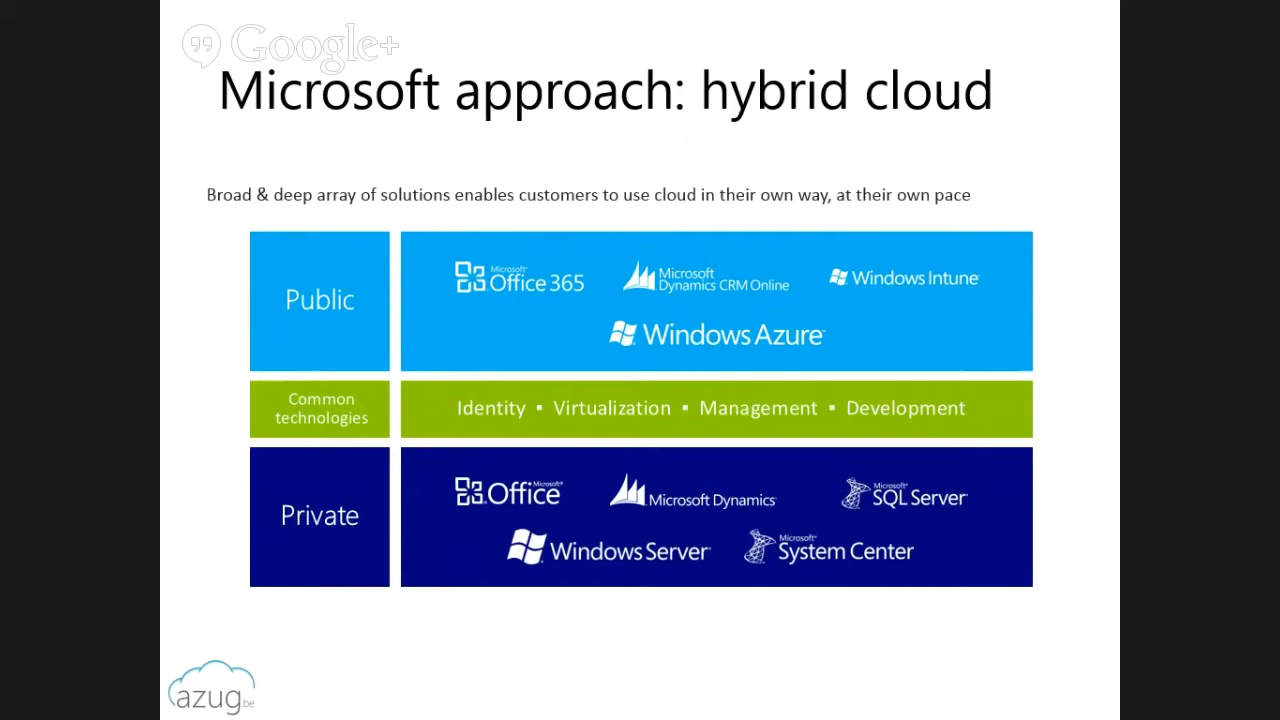 Google+
Microsoft approach: hybrid cloud
Broad & deep array of solutions enables customers to use cloud in their own way, at their own pace
Public
Microsoft®
Office 365
Microsoft
Dynamics CRM Online
Windows Intune™
Windows Azure™
Common
technologies
Identity ▪ Virtualization ▪ Management ▪ Development
Private
Microsoft®
Office
Microsoft Dynamics®
Microsoft®
SQL Server®
Windows Server®
Microsoft®
System Center
azug.be